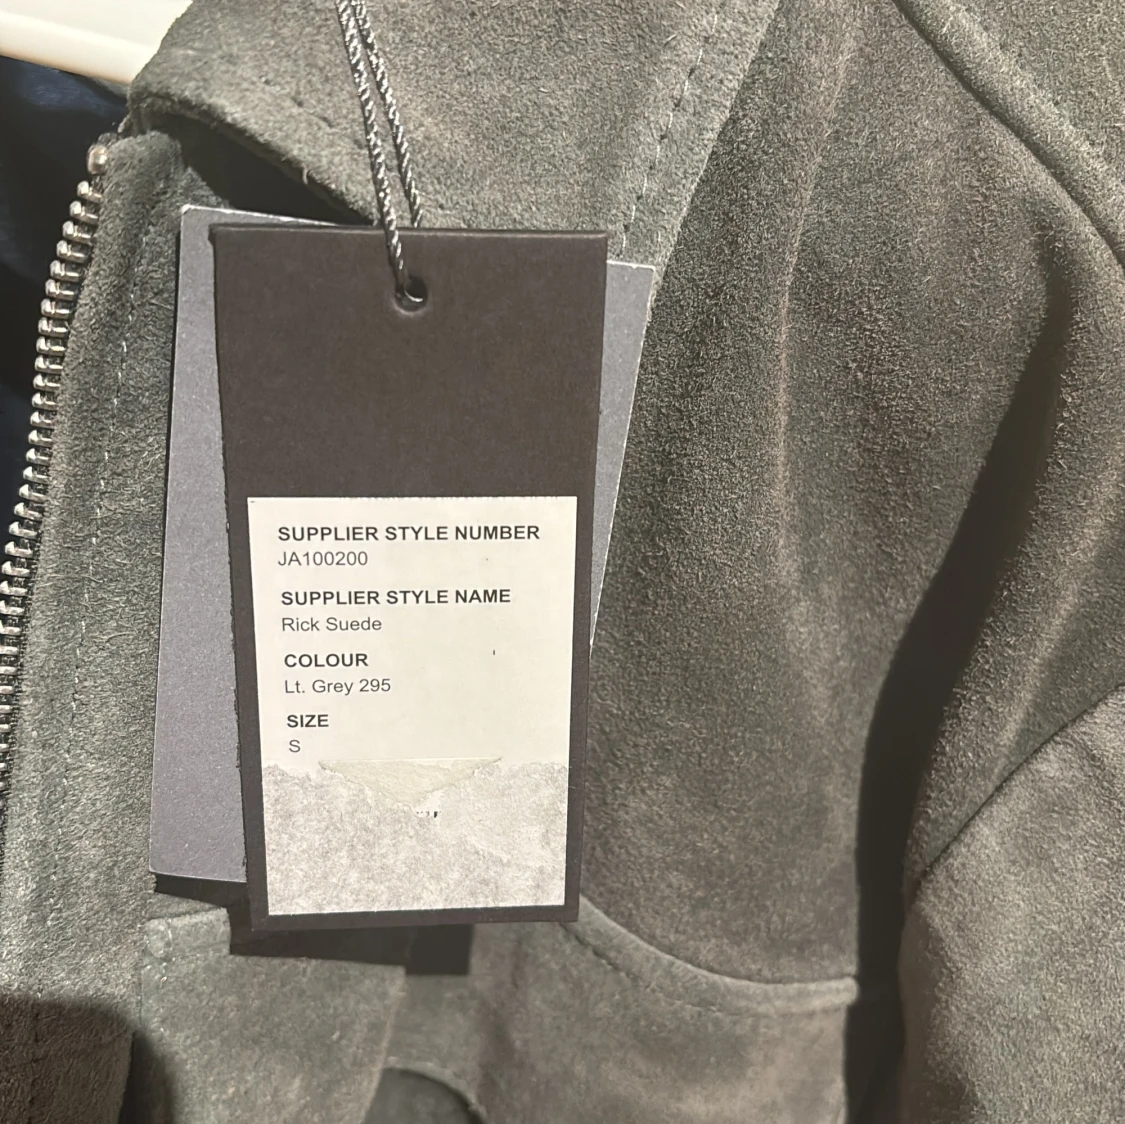 SUPPLIER STYLE NUMBER
JA100200
SUPPLIER STYLE NAME
Rick Suede
COLOUR
Lt. Grey 295
SIZE
S